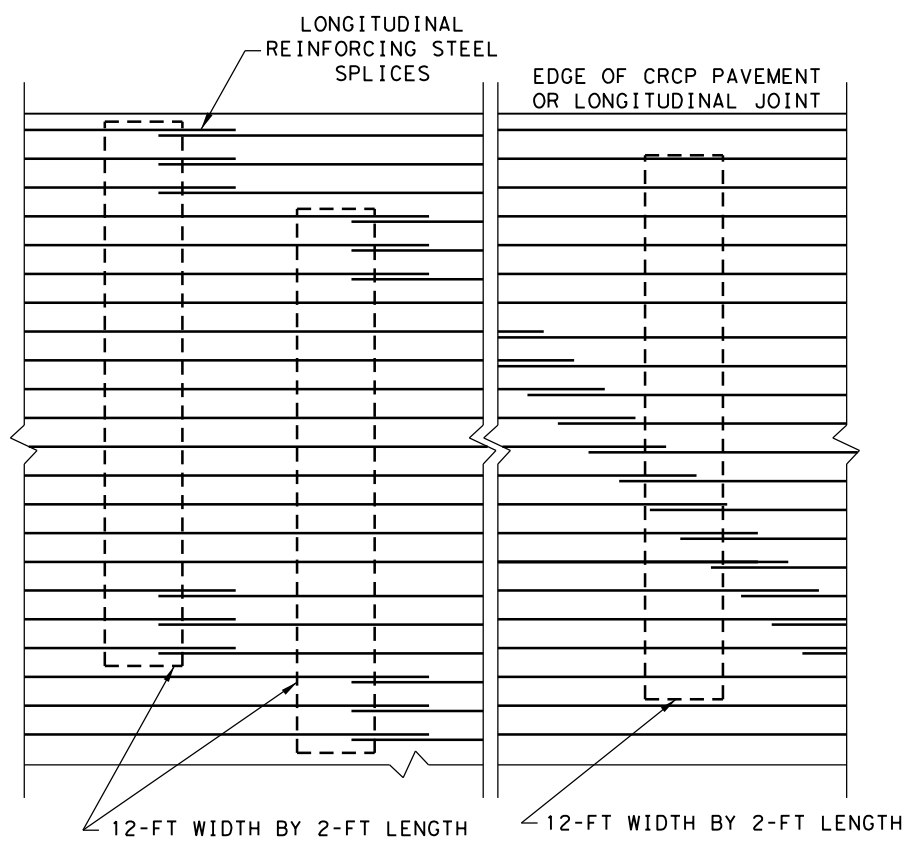 LONGITUDINAL
REINFORCING STEEL
SPLICES
EDGE OF CRCP PAVEMENT
OR LONGITUDINAL JOINT
12-FT WIDTH BY 2-FT LENGTH
12-FT WIDTH BY 2-FT LENGTH